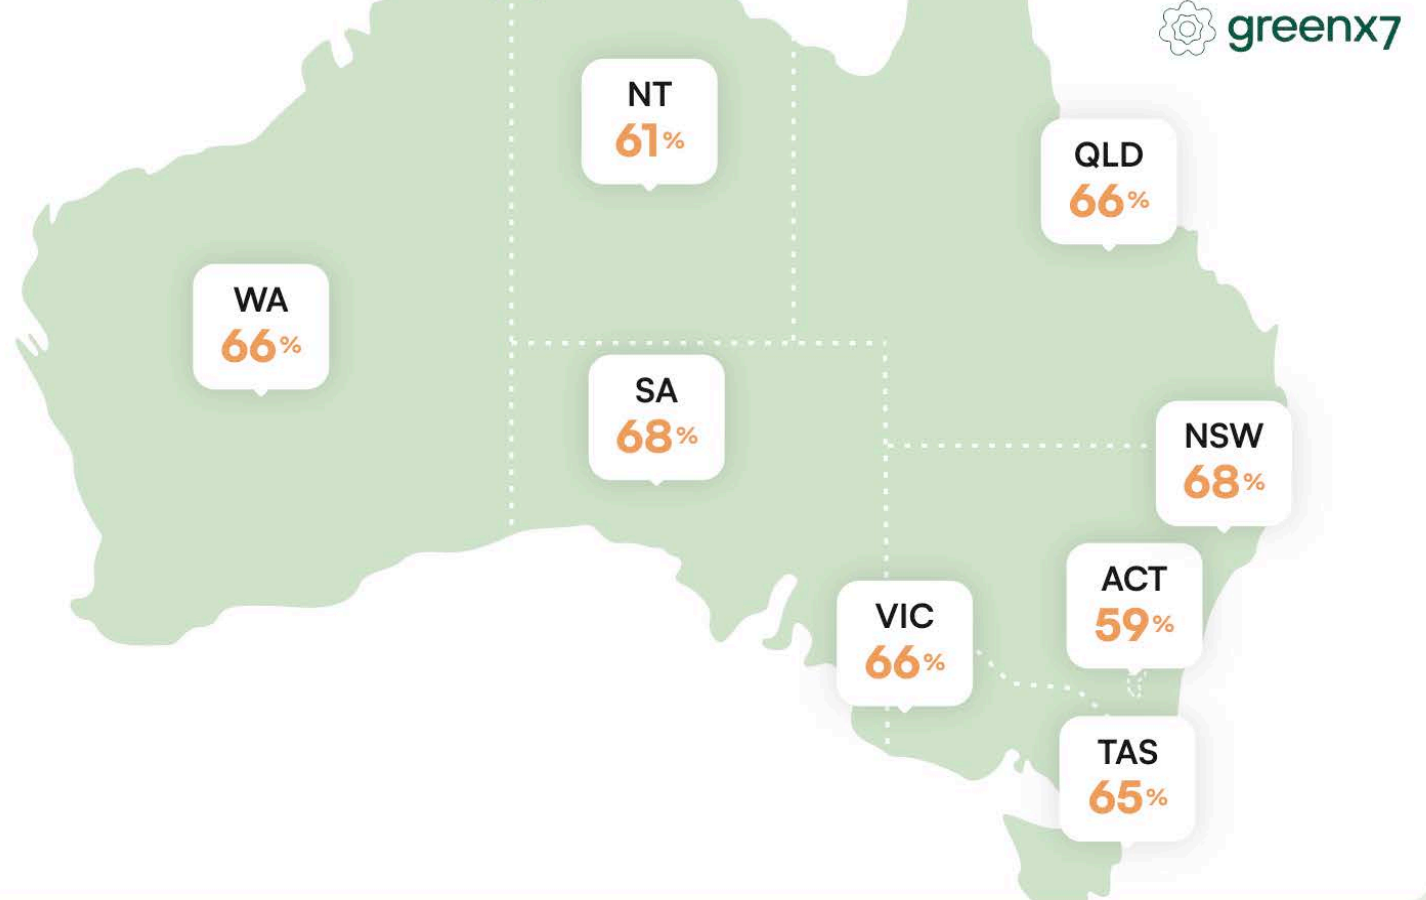 greenx7
NT
61%
QLD
66%
WA
66%
SA
68%
NSW
68%
ACT
59%
VIC
66%
TAS
65%